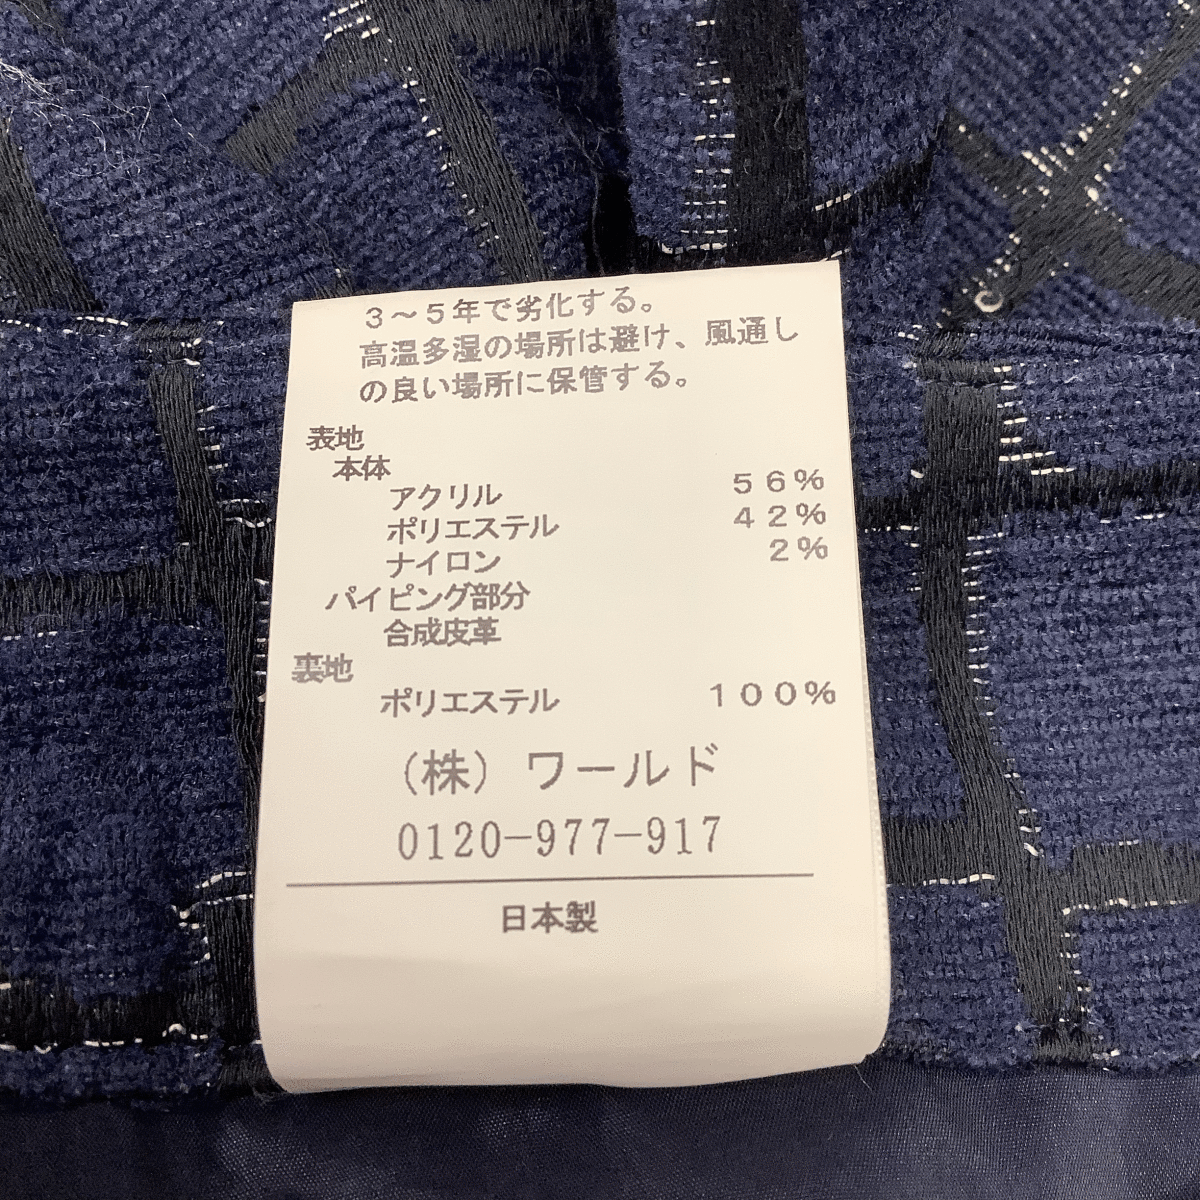 ３～５年で劣化する。
高温多湿の場所は避け、風通し
の良い場所に保管する。
表地
本体
アクリル ５６％
ポリエステル ４２％
ナイロン ２％
パイピング部分
合成皮革
裏地
ポリエステル １００％
（株）ワールド
0120-977-917
日本製